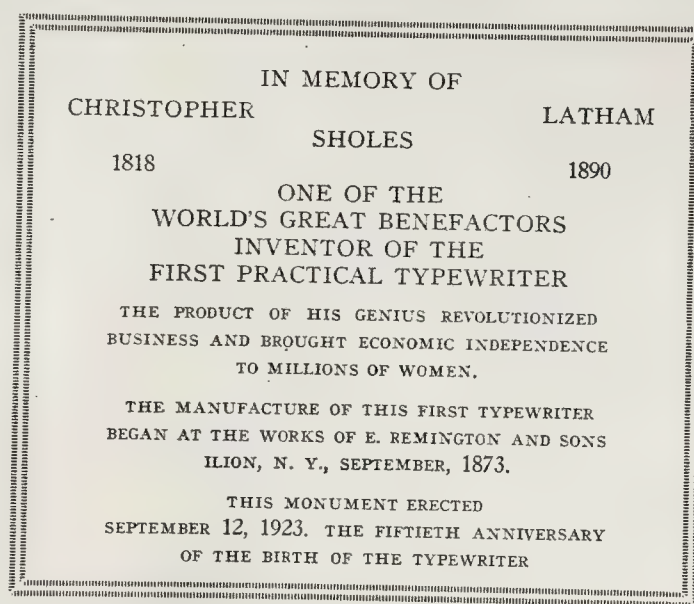 IN MEMORY OF
CHRISTOPHER LATHAM
SHOLES
1818 1890
ONE OF THE
WORLD'S GREAT BENEFACTORS
INVENTOR OF THE
FIRST PRACTICAL TYPEWRITER
THE PRODUCT OF HIS GENIUS REVOLUTIONIZED
BUSINESS AND BROUGHT ECONOMIC INDEPENDENCE
TO MILLIONS OF WOMEN.
THE MANUFACTURE OF THIS FIRST TYPEWRITER
BEGAN AT THE WORKS OF E. REMINGTON AND SONS
ILION, N. Y., SEPTEMBER, 1873.
THIS MONUMENT ERECTED
SEPTEMBER 12, 1923. THE FIFTIETH ANNIVERSARY
OF THE BIRTH OF THE TYPEWRITER